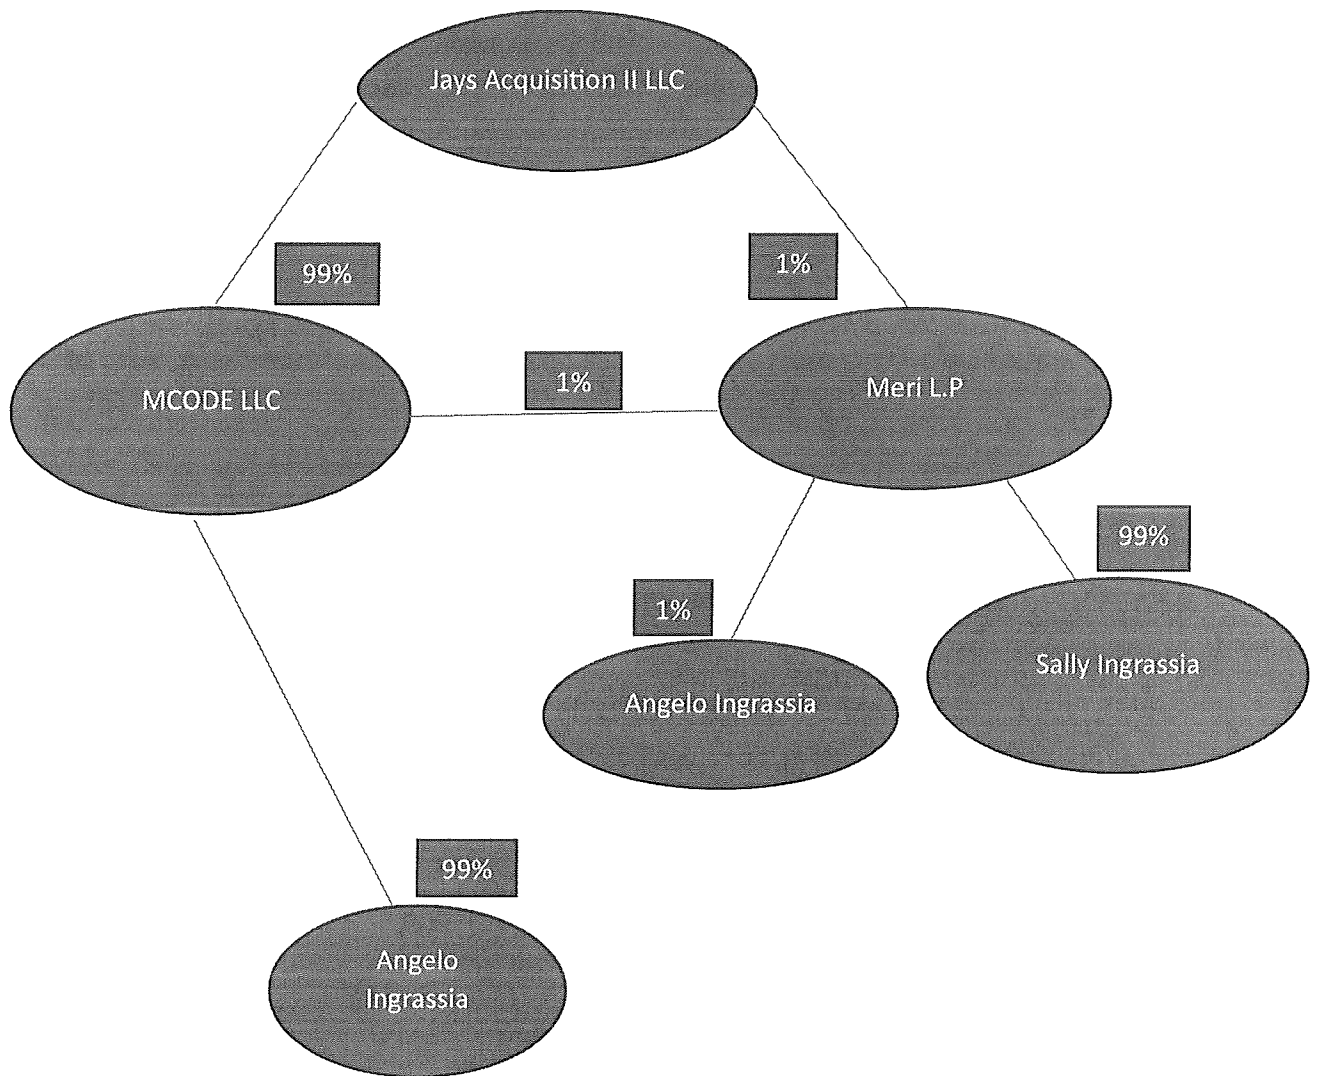 Jays Acquisition II LLC
99%
1%
MCODE LLC
1%
Meri L.P
99%
1%
Sally Ingrassia
Angelo Ingrassia
99%
Angelo
Ingrassia